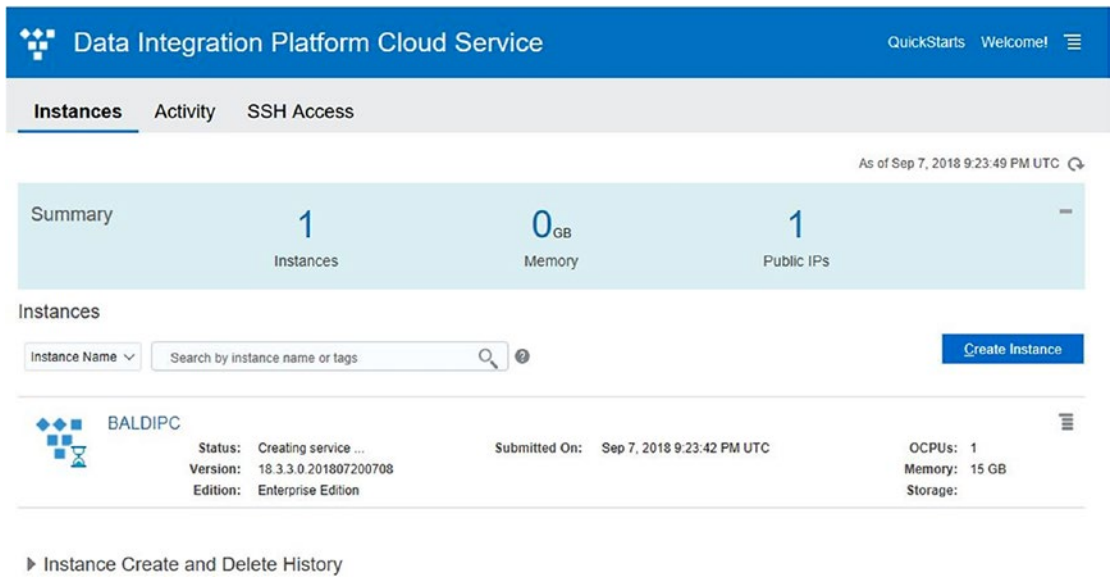 Data Integration Platform Cloud Service QuickStarts Welcome!
Instances Activity SSH Access
As of Sep 7, 2018 9:23:49 PM UTC
Summary
1 0 GB 1
Instances Memory Public IPs
Instances
Instance Name Search by instance name or tags Create Instance
BALDIPC
Status: Creating service ... Submitted On: Sep 7, 2018 9:23:42 PM UTC OCPUs: 1
Version: 18.3.3.0.201807200708 Memory: 15 GB
Edition: Enterprise Edition Storage:
Instance Create and Delete History